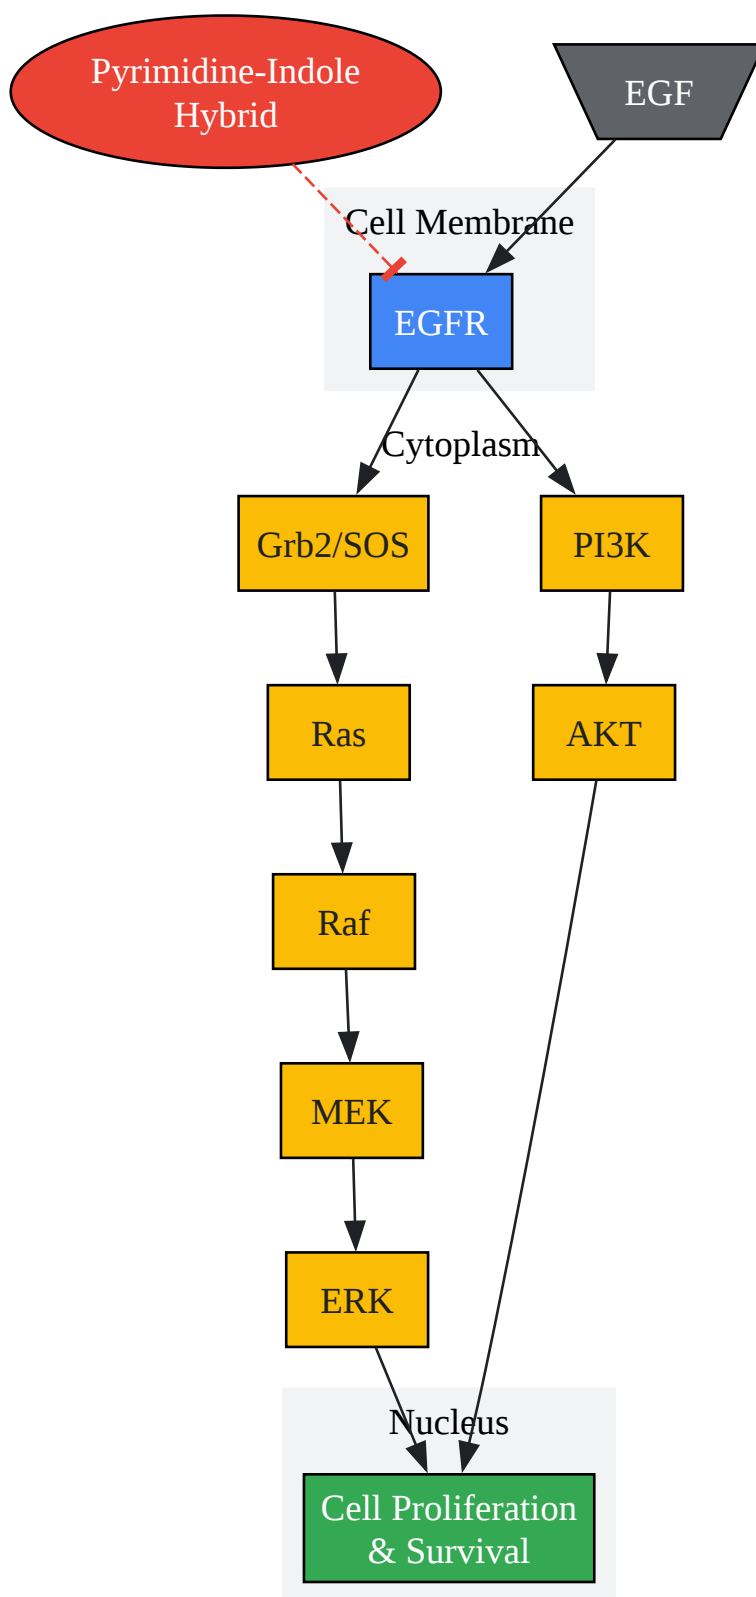 Pyrimidine-Indole
Hybrid
EGF
Cell Membrane
EGFR
Cytoplasm
Grb2/SOS
PI3K
Ras
AKT
Raf
MEK
ERK
Nucleus
Cell Proliferation
& Survival